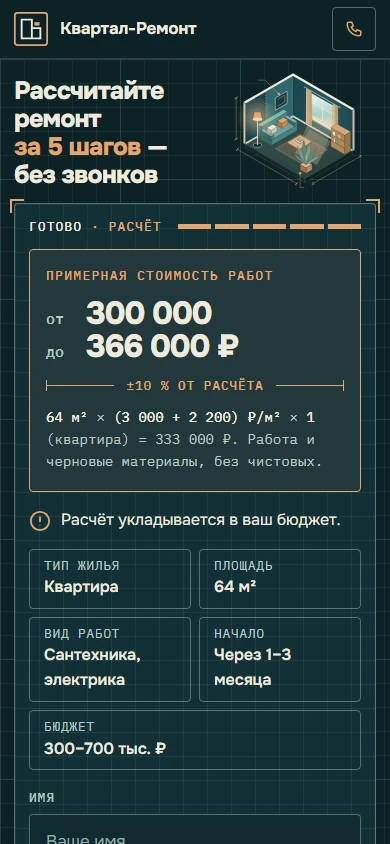 Квартал-Ремонт
Рассчитайте
ремонт
за 5 шагов —
без звонков
ГОТОВО · РАСЧЁТ
ПРИМЕРНАЯ СТОИМОСТЬ РАБОТ
от 300 000
до 366 000 ₽
±10 % ОТ РАСЧЁТА
64 м² × (3 000 + 2 200) ₽/м² × 1
(квартира) = 333 000 ₽. Работа и
черновые материалы, без чистовых.
Расчёт укладывается в ваш бюджет.
ТИП ЖИЛЬЯ
Квартира
ПЛОЩАДЬ
64 м²
ВИД РАБОТ
Сантехника,
электрика
НАЧАЛО
Через 1–3
месяца
БЮДЖЕТ
300–700 тыс. ₽
ИМЯ
Ваше имя